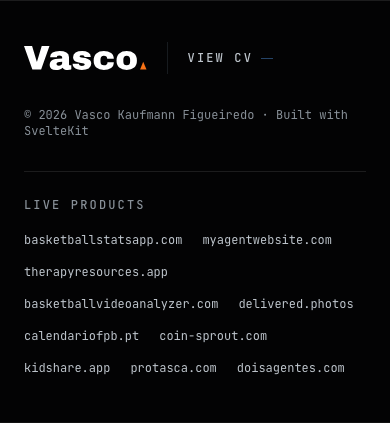 Vasco
VIEW CV —
© 2026 Vasco Kaufmann Figueiredo · Built with
SvelteKit
LIVE PRODUCTS
basketballstatsapp.com myagentwebsite.com
therapyresources.app
basketballvideoanalyzer.com delivered.photos
calendariofpb.pt coin-sprout.com
kidshare.app protasca.com doisagentes.com